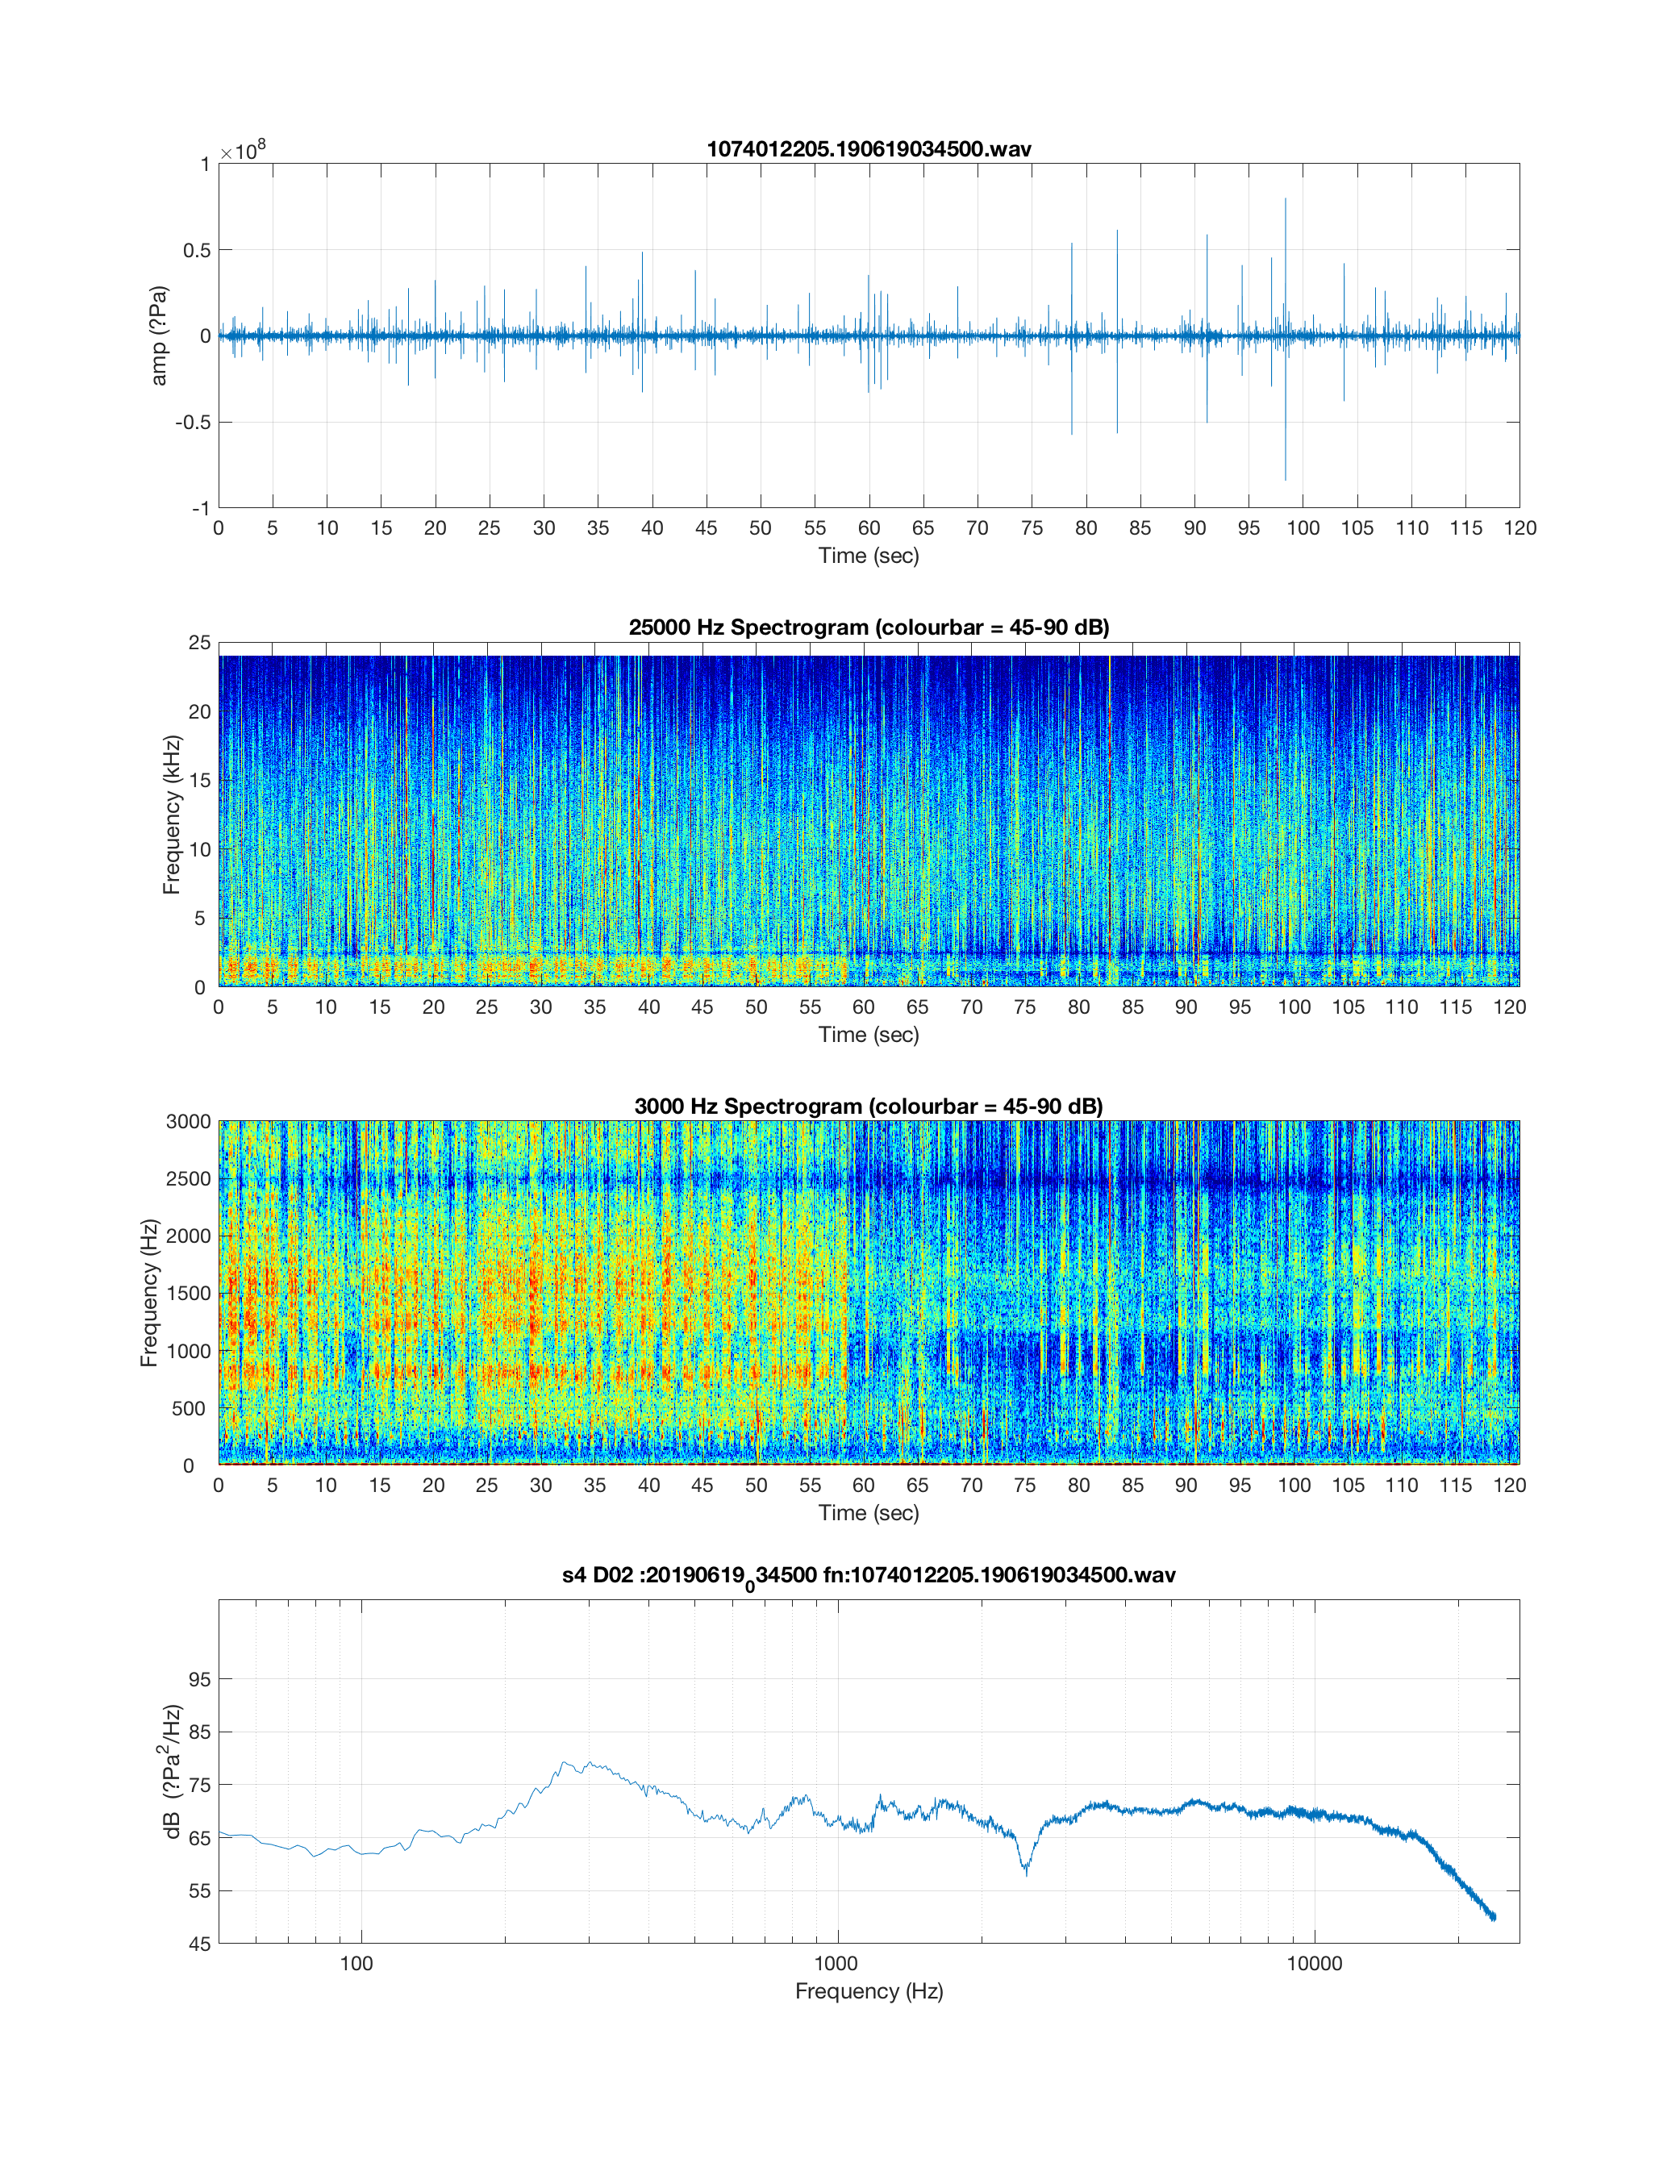 1074012205.190619034500.wav
×10^8
1
0.5
0
-0.5
-1
amp (?Pa)
0 5 10 15 20 25 30 35 40 45 50 55 60 65 70 75 80 85 90 95 100 105 110 115 120
Time (sec)
25000 Hz Spectrogram (colourbar = 45-90 dB)
25
20
15
10
5
0
Frequency (kHz)
0 5 10 15 20 25 30 35 40 45 50 55 60 65 70 75 80 85 90 95 100 105 110 115 120
Time (sec)
3000 Hz Spectrogram (colourbar = 45-90 dB)
3000
2500
2000
1500
1000
500
0
Frequency (Hz)
0 5 10 15 20 25 30 35 40 45 50 55 60 65 70 75 80 85 90 95 100 105 110 115 120
Time (sec)
s4 D02 :20190619_034500 fn:1074012205.190619034500.wav
95
85
75
65
55
45
dB (?Pa^2/Hz)
100 1000 10000
Frequency (Hz)